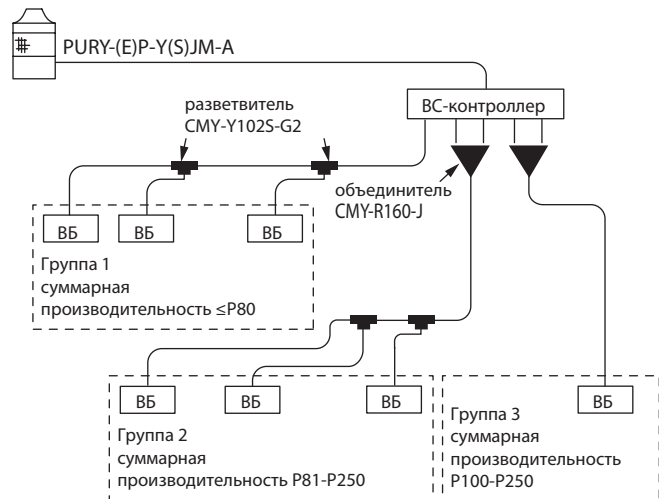 PURY-(E)P-Y(S)JM-A
ВС-контроллер
разветвитель
CMY-Y102S-G2
объединитель
CMY-R160-J
ВБ
ВБ
ВБ
Группа 1
суммарная
производительность ≤P80
ВБ
ВБ
ВБ
Группа 2
суммарная
производительность P81-P250
ВБ
Группа 3
суммарная
производительность
P100-P250